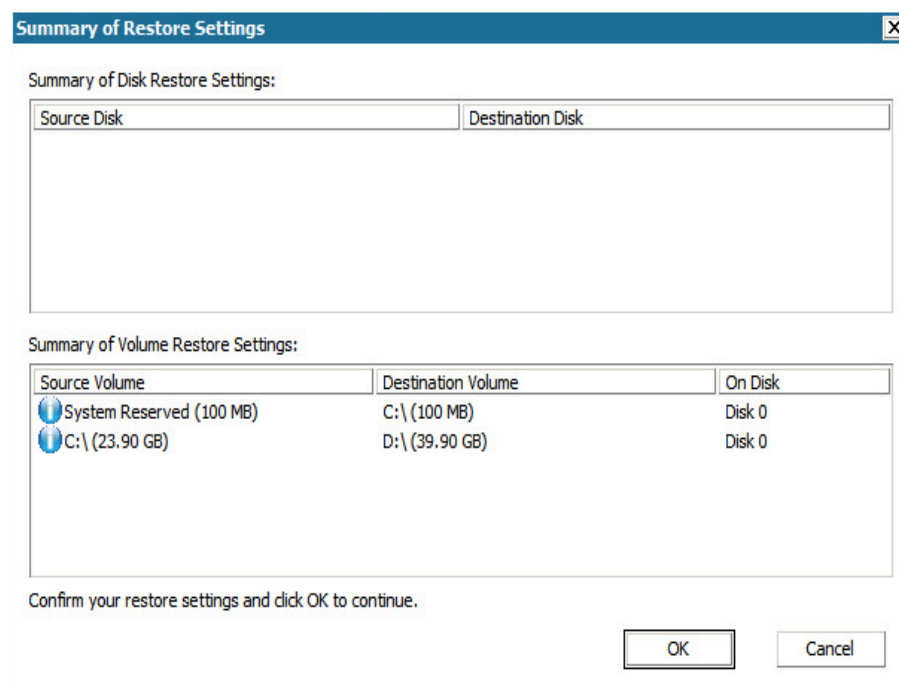 Summary of Restore Settings
Summary of Disk Restore Settings:
Source Disk Destination Disk
Summary of Volume Restore Settings:
Source Volume Destination Volume On Disk
System Reserved (100 MB) C:\ (100 MB) Disk 0
C:\ (23.90 GB) D:\ (39.90 GB) Disk 0
Confirm your restore settings and click OK to continue.
OK Cancel